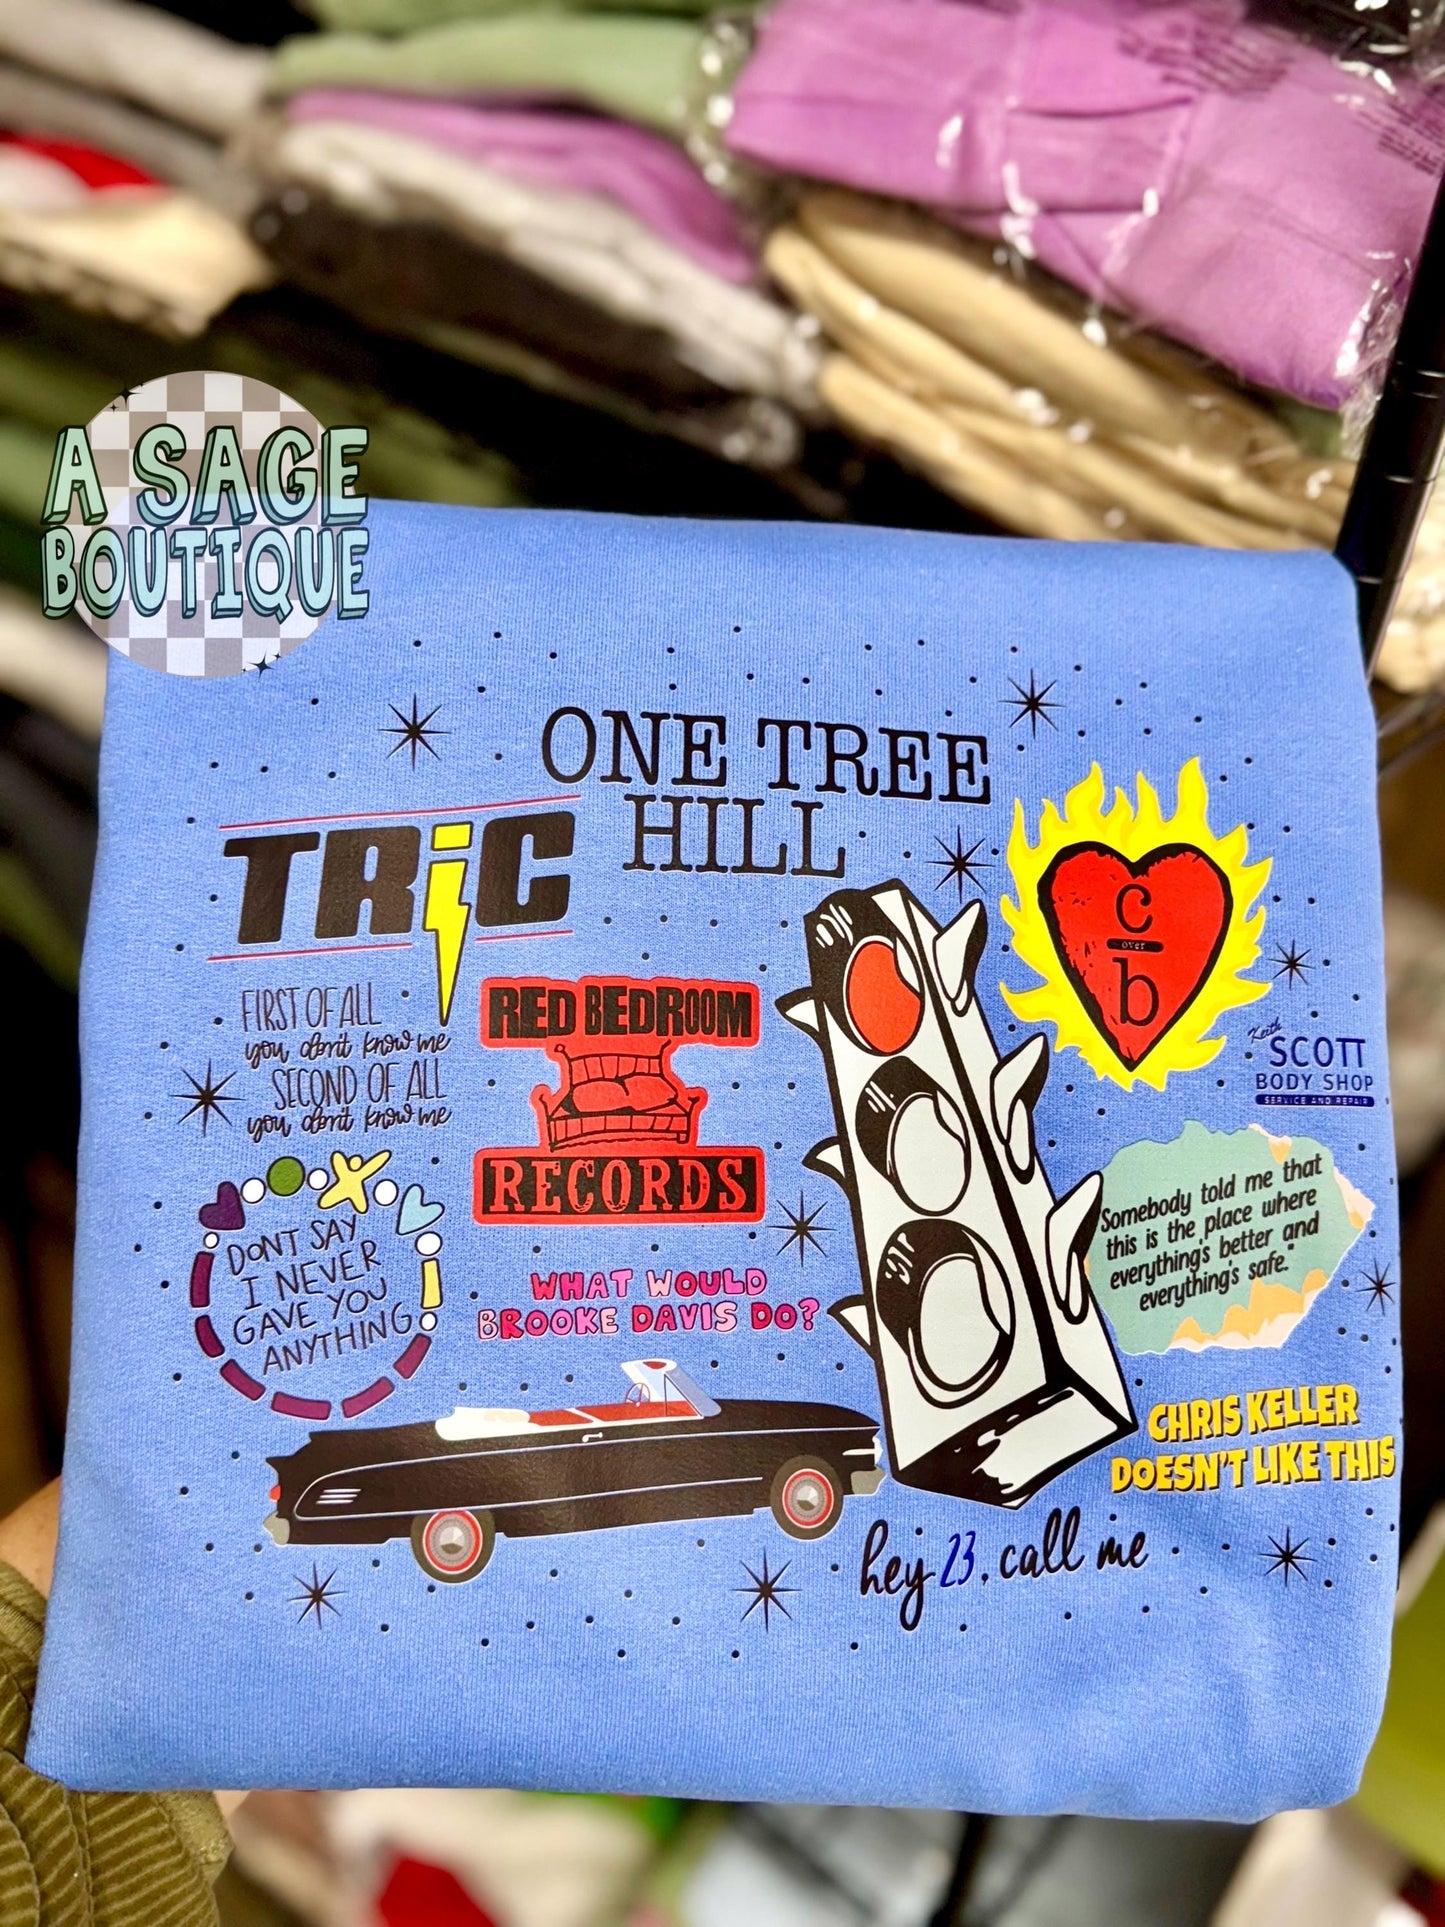 A SAGE
BOUTIQUE
ONE TREE
HILL
TRiC
c
over
b
FIRST OF ALL
you don't know me
SECOND OF ALL
you don't know me
RED BEDROOM
RECORDS
Keith
SCOTT
BODY SHOP
SERVICE AND REPAIR
DON'T SAY
I NEVER
GAVE YOU
ANYTHING
WHAT WOULD
BROOKE DAVIS DO?
Somebody told me that
this is the place where
everything's better and
everything's safe."
CHRIS KELLER
DOESN'T LIKE THIS
hey 23, call me